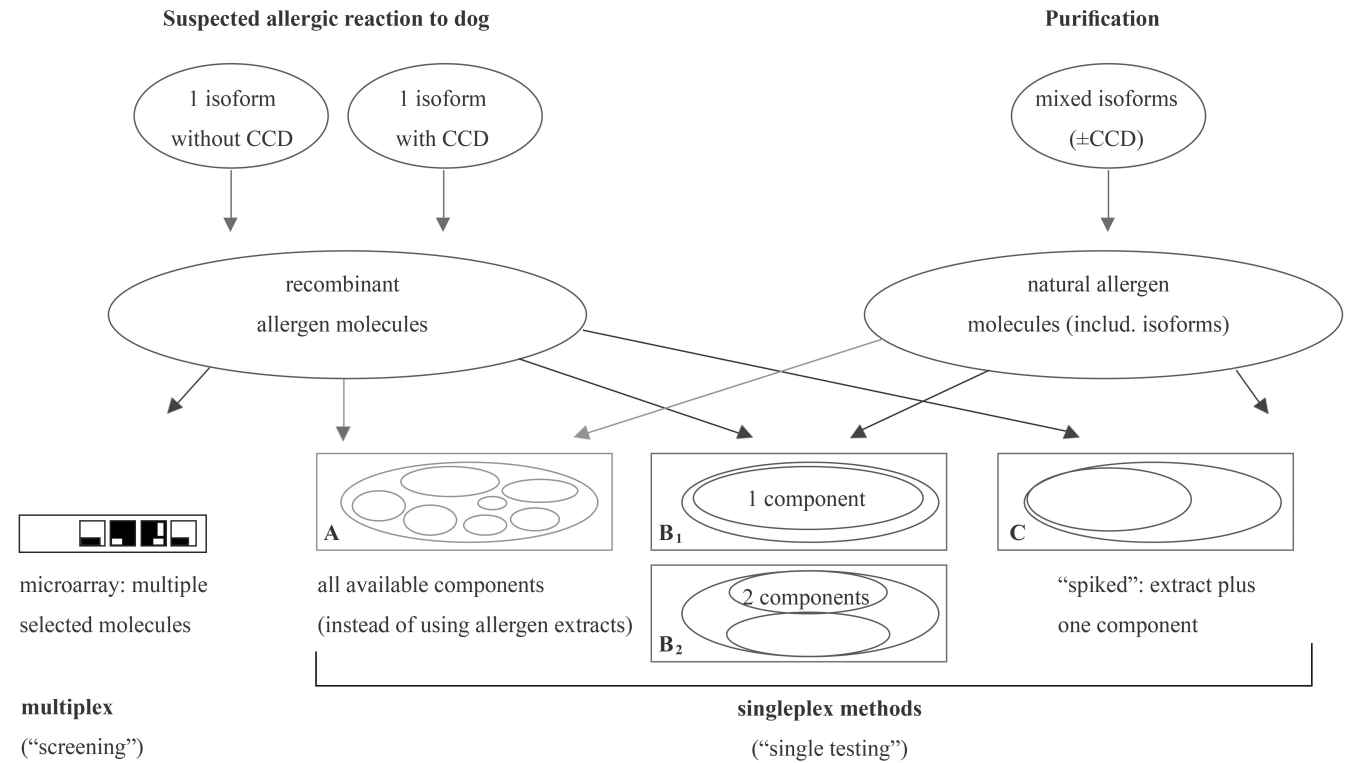 Suspected allergic reaction to dog
Purification
1 isoform
without CCD
1 isoform
with CCD
mixed isoforms
(±CCD)
recombinant
allergen molecules
natural allergen
molecules (includ. isoforms)
A
1 component
B1
2 components
B2
C
microarray: multiple
selected molecules
all available components
(instead of using allergen extracts)
“spiked”: extract plus
one component
multiplex
(“screening”)
singleplex methods
(“single testing”)